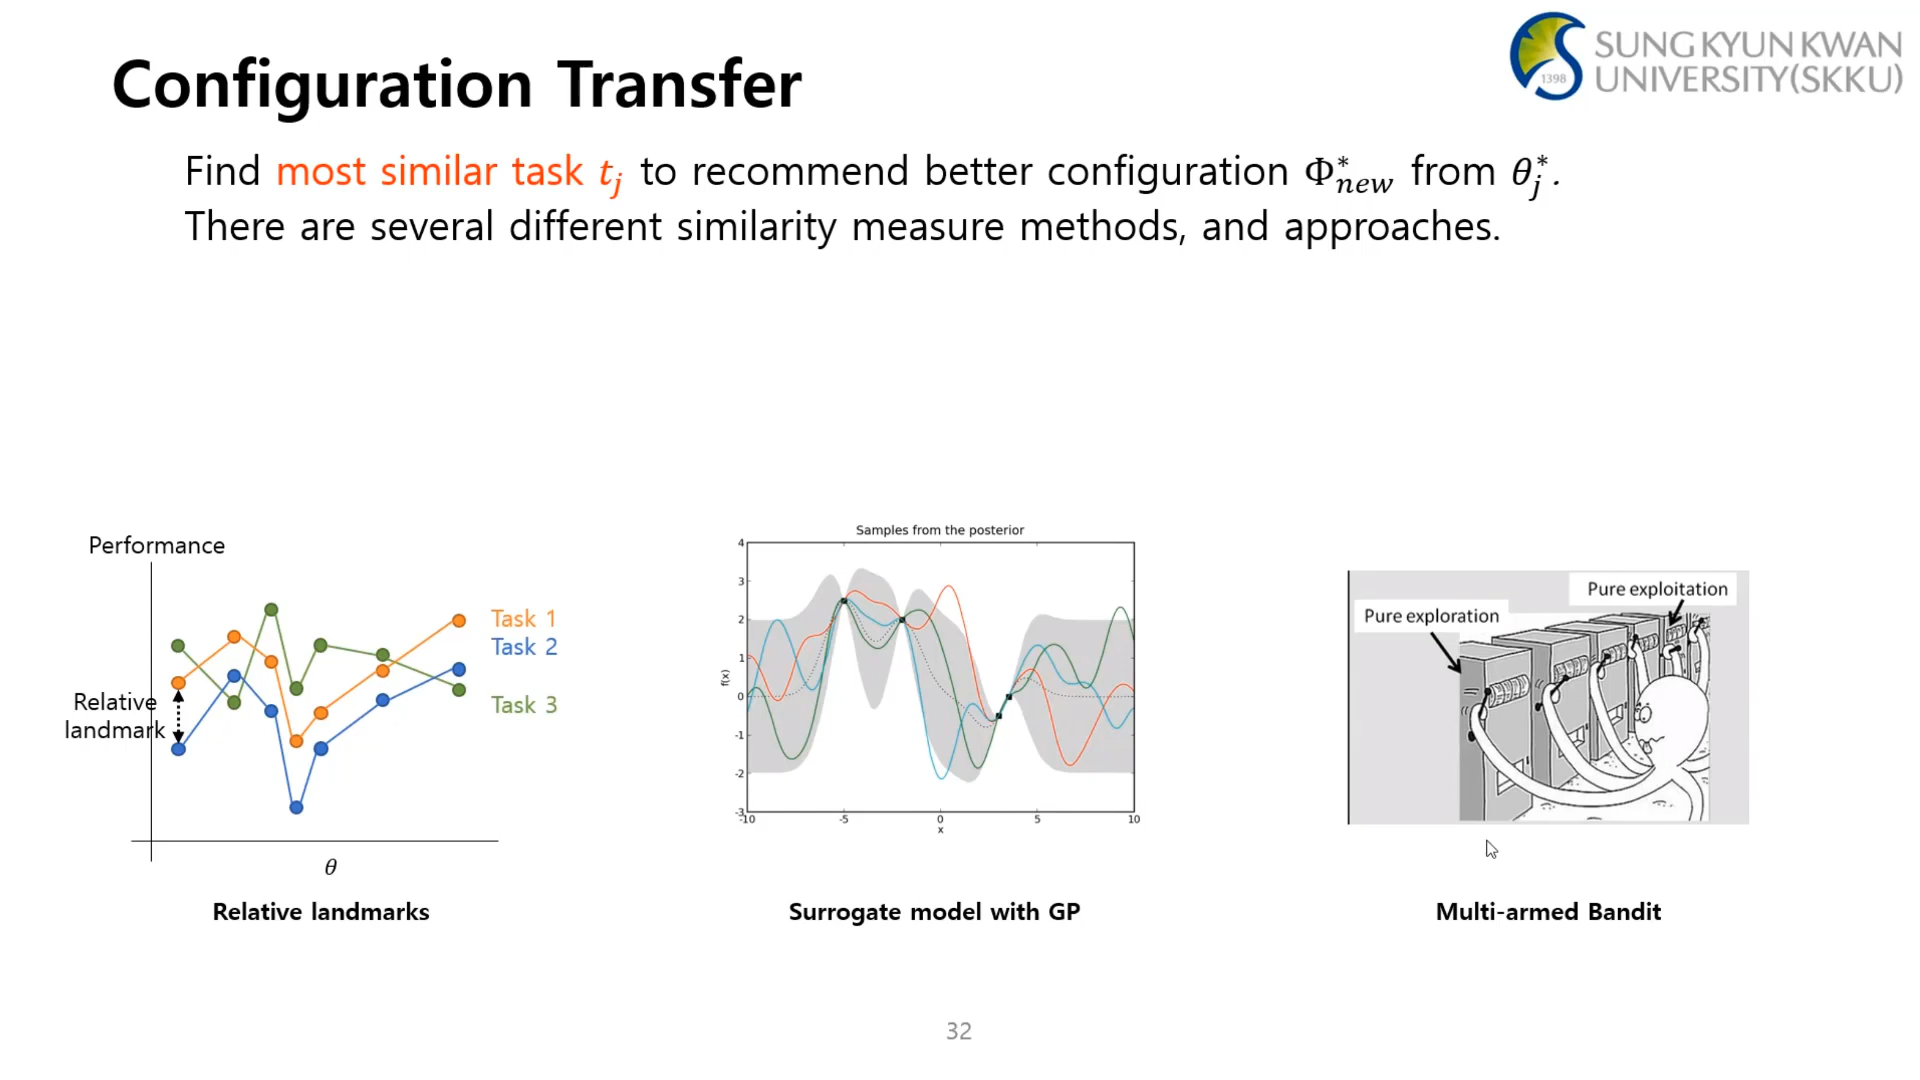 SUNG KYUN KWAN
UNIVERSITY(SKKU)
1398
Configuration Transfer
Find most similar task tⱼ to recommend better configuration Φ*ₙₑw from θ*ⱼ.
There are several different similarity measure methods, and approaches.
Performance
Task 1
Task 2
Task 3
Relative
landmark
θ
Relative landmarks
Samples from the posterior
4
3
2
1
0
-1
-2
-3
f(x)
-10 -5 0 5 10
x
Surrogate model with GP
Pure exploitation
Pure exploration
Multi-armed Bandit
32